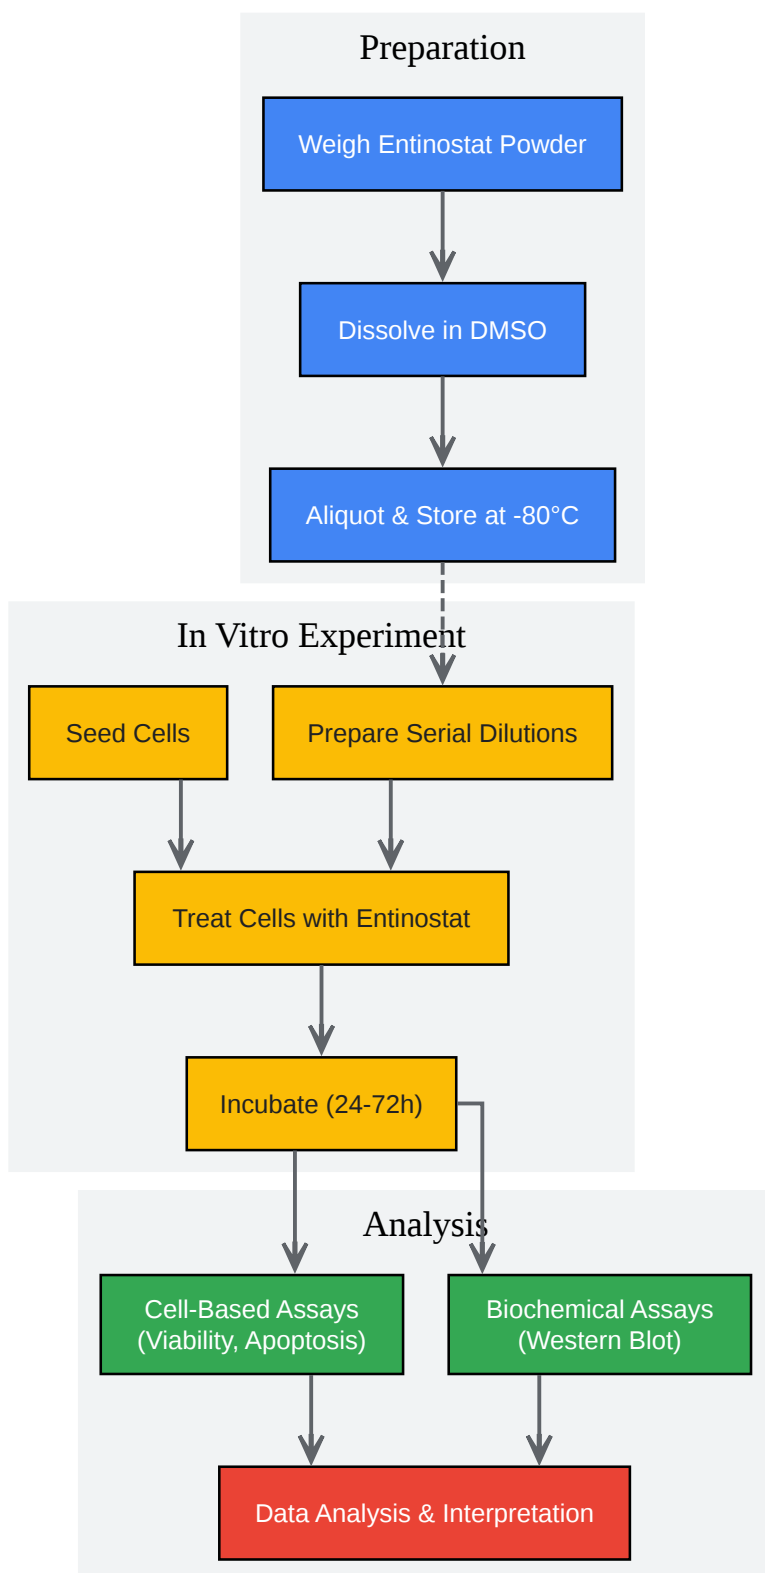 Preparation
Weigh Entinostat Powder
Dissolve in DMSO
Aliquot & Store at -80°C
In Vitro Experiment
Seed Cells
Prepare Serial Dilutions
Treat Cells with Entinostat
Incubate (24-72h)
Analysis
Cell-Based Assays
(Viability, Apoptosis)
Biochemical Assays
(Western Blot)
Data Analysis & Interpretation